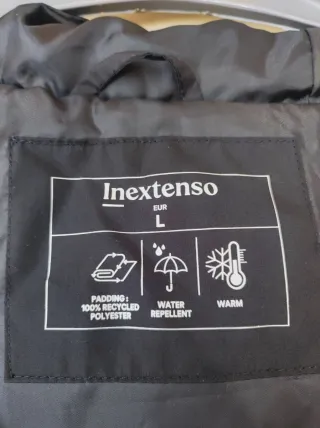 Inextenso
EUR
L
PADDING :
100% RECYCLED
POLYESTER
WATER
REPELLENT
WARM